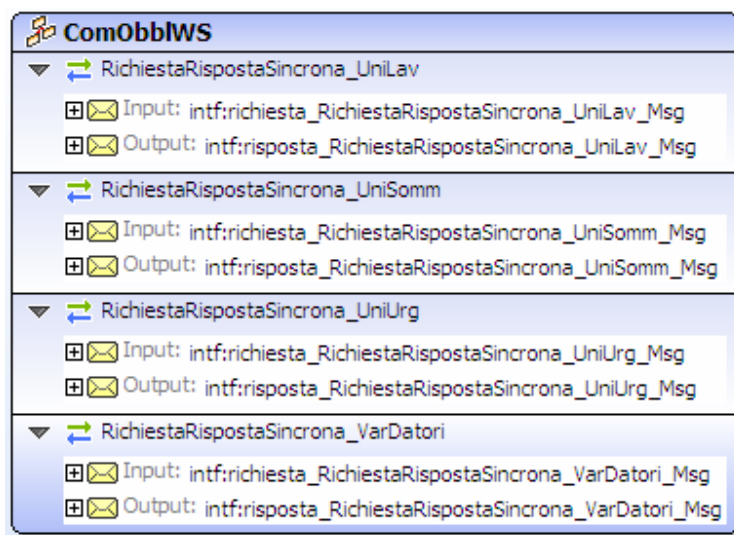 ComObblWS
RichiestaRispostaSincrona_UniLav
Input: intf:richiesta_RichiestaRispostaSincrona_UniLav_Msg
Output: intf:risposta_RichiestaRispostaSincrona_UniLav_Msg
RichiestaRispostaSincrona_UniSomm
Input: intf:richiesta_RichiestaRispostaSincrona_UniSomm_Msg
Output: intf:risposta_RichiestaRispostaSincrona_UniSomm_Msg
RichiestaRispostaSincrona_UniUrg
Input: intf:richiesta_RichiestaRispostaSincrona_UniUrg_Msg
Output: intf:risposta_RichiestaRispostaSincrona_UniUrg_Msg
RichiestaRispostaSincrona_VarDatori
Input: intf:richiesta_RichiestaRispostaSincrona_VarDatori_Msg
Output: intf:risposta_RichiestaRispostaSincrona_VarDatori_Msg